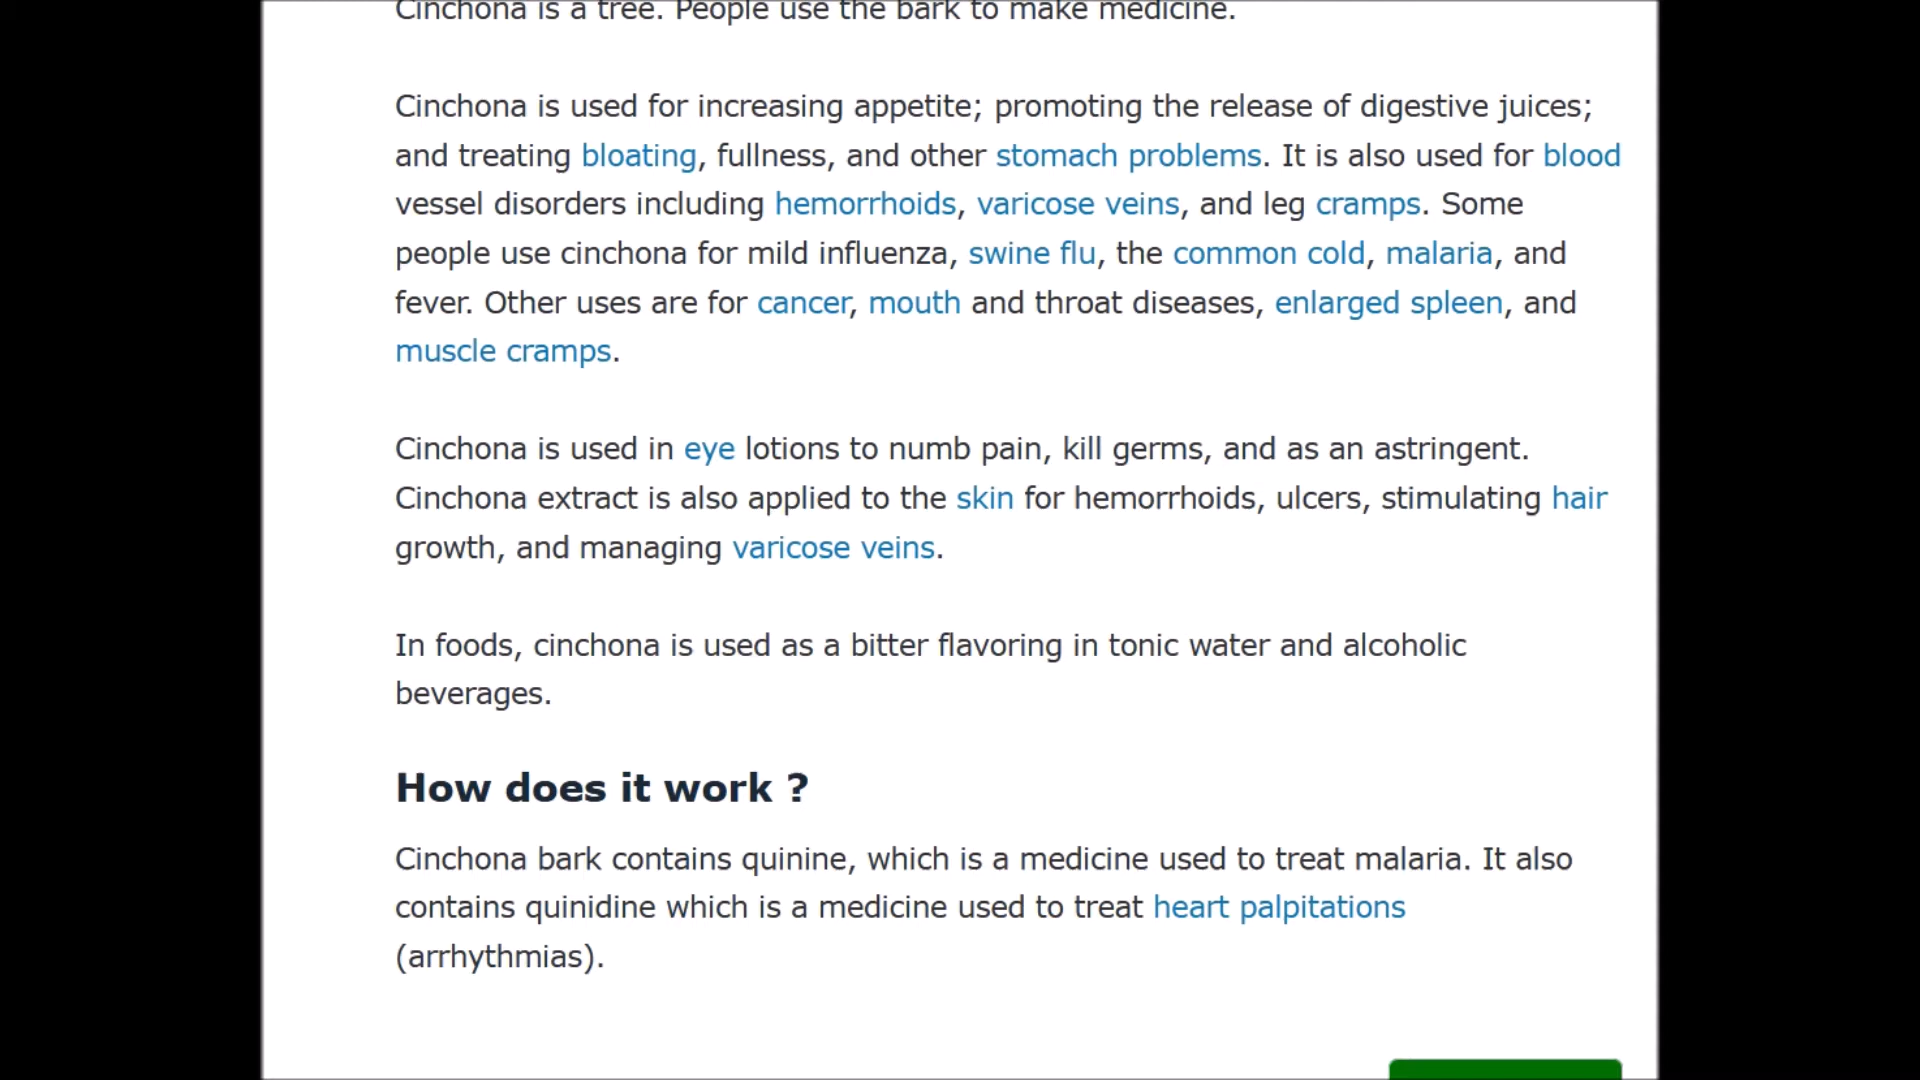 Cinchona is a tree. People use the bark to make medicine.
Cinchona is used for increasing appetite; promoting the release of digestive juices;
and treating bloating, fullness, and other stomach problems. It is also used for blood
vessel disorders including hemorrhoids, varicose veins, and leg cramps. Some
people use cinchona for mild influenza, swine flu, the common cold, malaria, and
fever. Other uses are for cancer, mouth and throat diseases, enlarged spleen, and
muscle cramps.
Cinchona is used in eye lotions to numb pain, kill germs, and as an astringent.
Cinchona extract is also applied to the skin for hemorrhoids, ulcers, stimulating hair
growth, and managing varicose veins.
In foods, cinchona is used as a bitter flavoring in tonic water and alcoholic
beverages.
How does it work ?
Cinchona bark contains quinine, which is a medicine used to treat malaria. It also
contains quinidine which is a medicine used to treat heart palpitations
(arrhythmias).